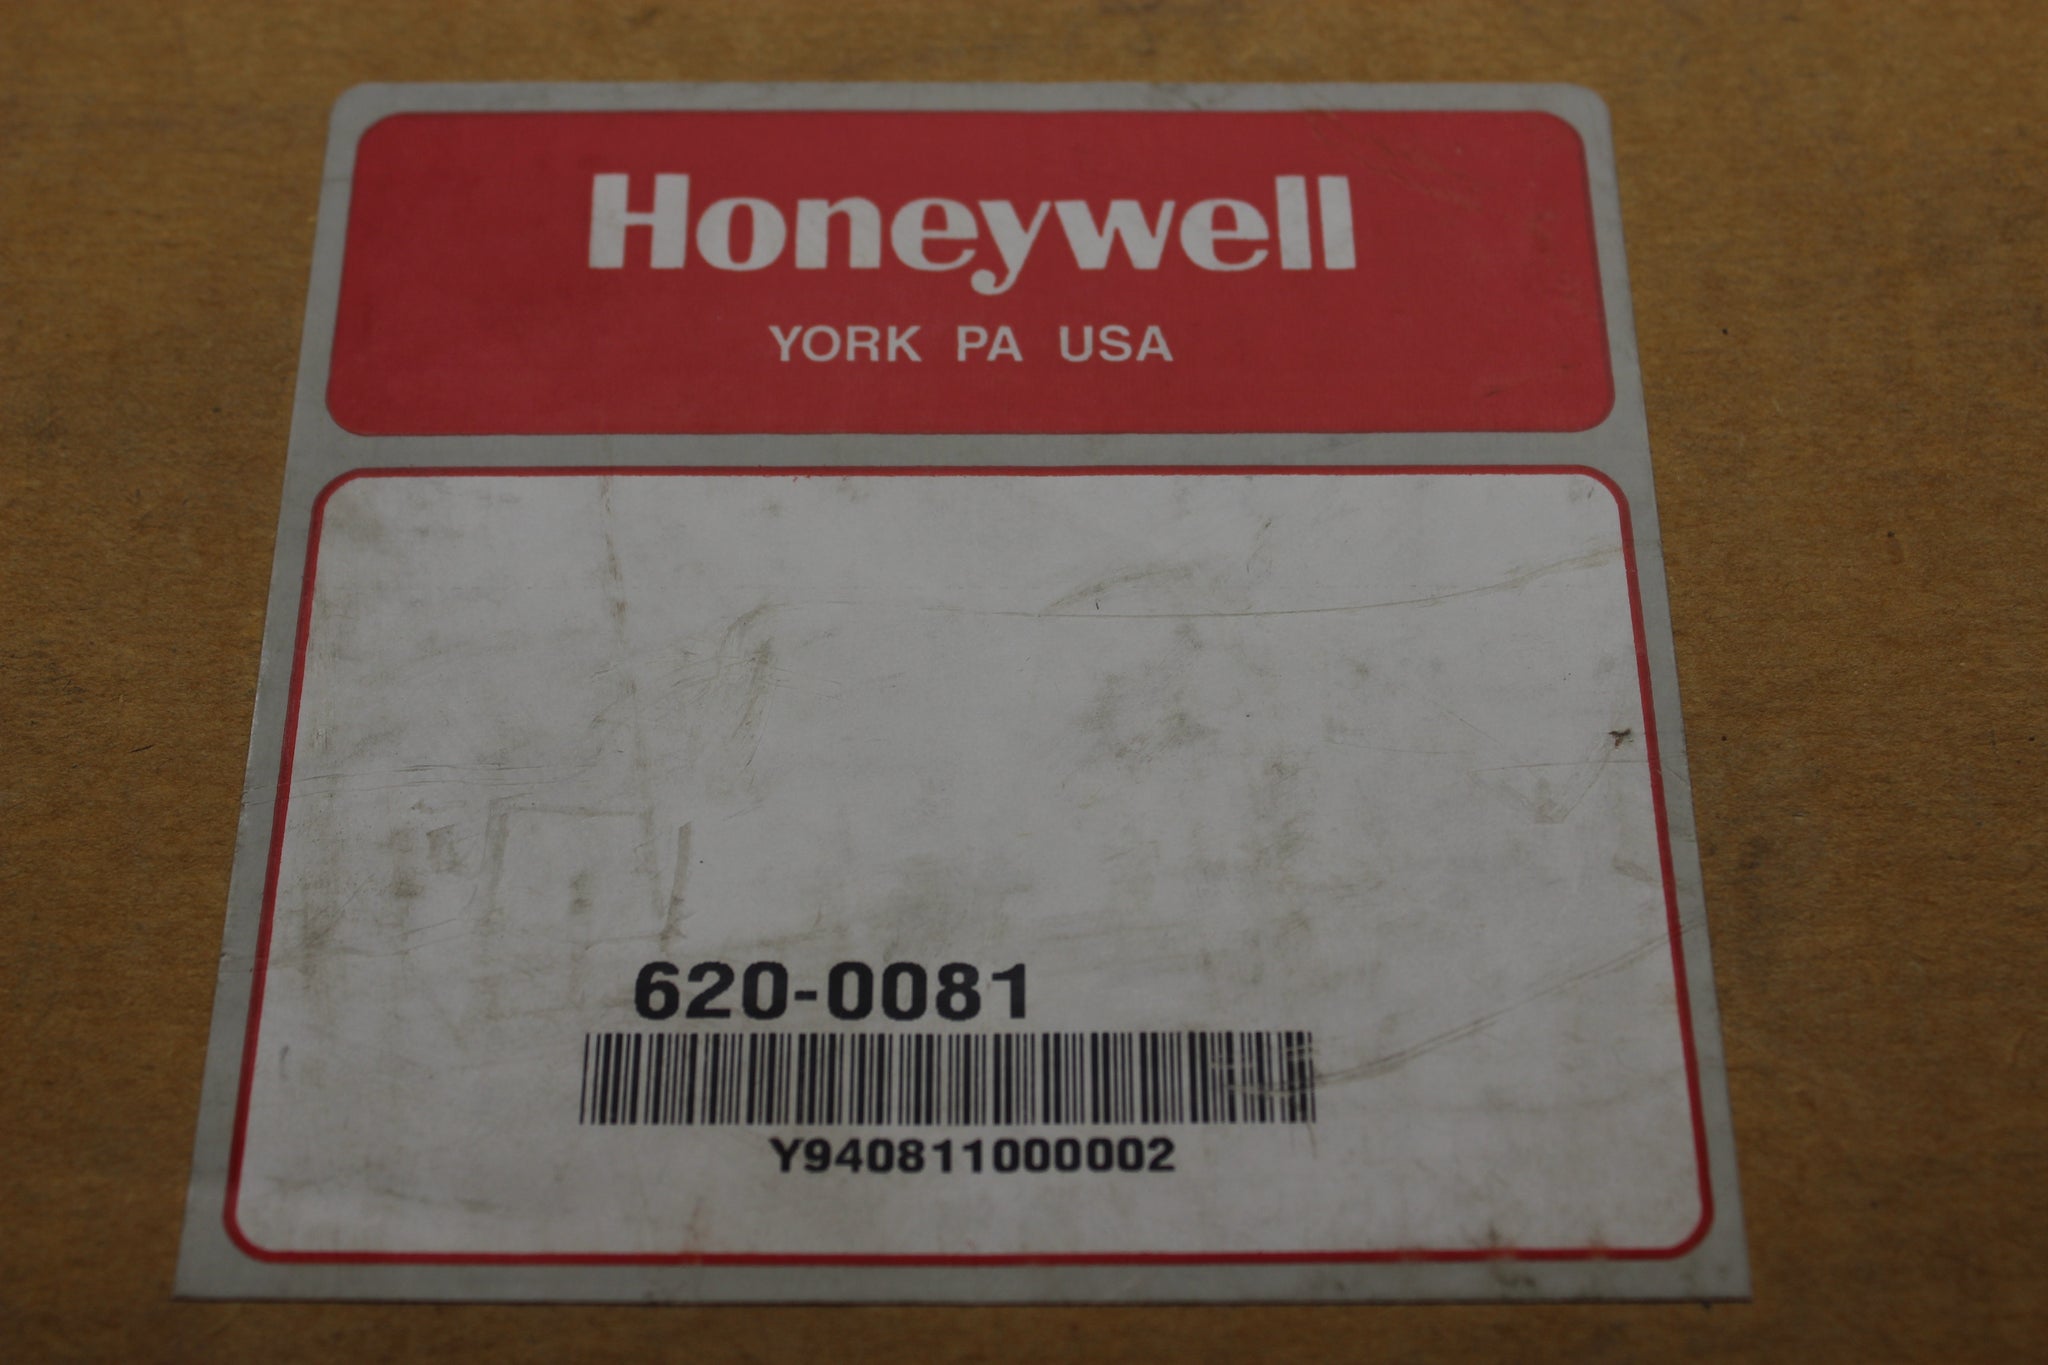 Honeywell
YORK PA USA
620-0081
Y940811000002